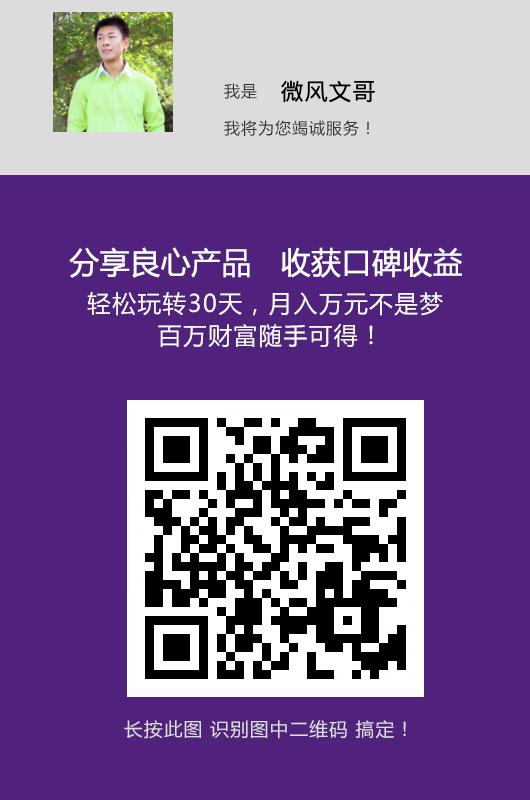 我是 微风文哥
我将为您竭诚服务！
分享良心产品 收获口碑收益
轻松玩转30天，月入万元不是梦
百万财富随手可得！
长按此图 识别图中二维码 搞定！